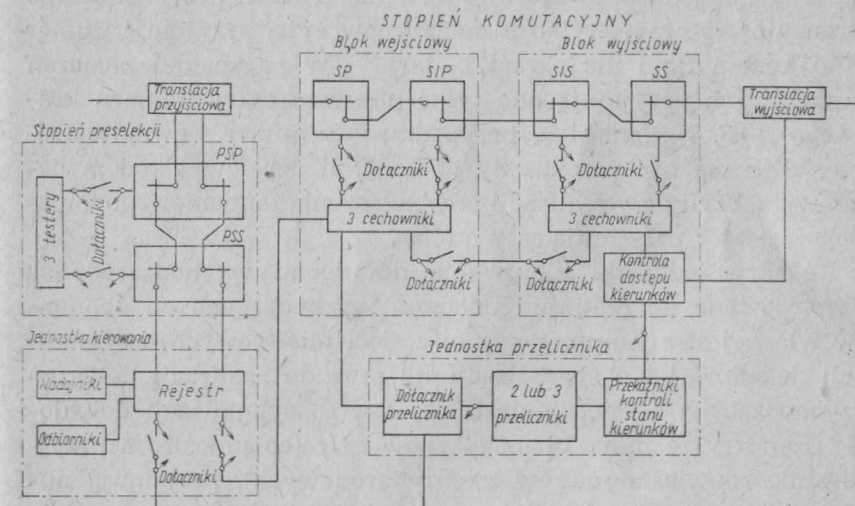 STOPIEŃ KOMUTACYJNY
Blok wejściowy
Blok wyjściowy
SP
SIP
SIS
SS
Translacja
przyjściowa
Translacja
wyjściowa
Stopień preselekcji
PSP
3 testery
Dołączniki
PSS
Dołączniki
Dołączniki
3 cechowniki
3 cechowniki
Dołączniki
Dołączniki
Kontrola
dostępu
kierunków
Jednostka kierowania
Nadajniki
Odbiorniki
Rejestr
Dołączniki
Jednostka przelicznika
Dołącznik
przelicznika
2 lub 3
przeliczniki
Przekaźniki
kontroli
stanu
kierunków